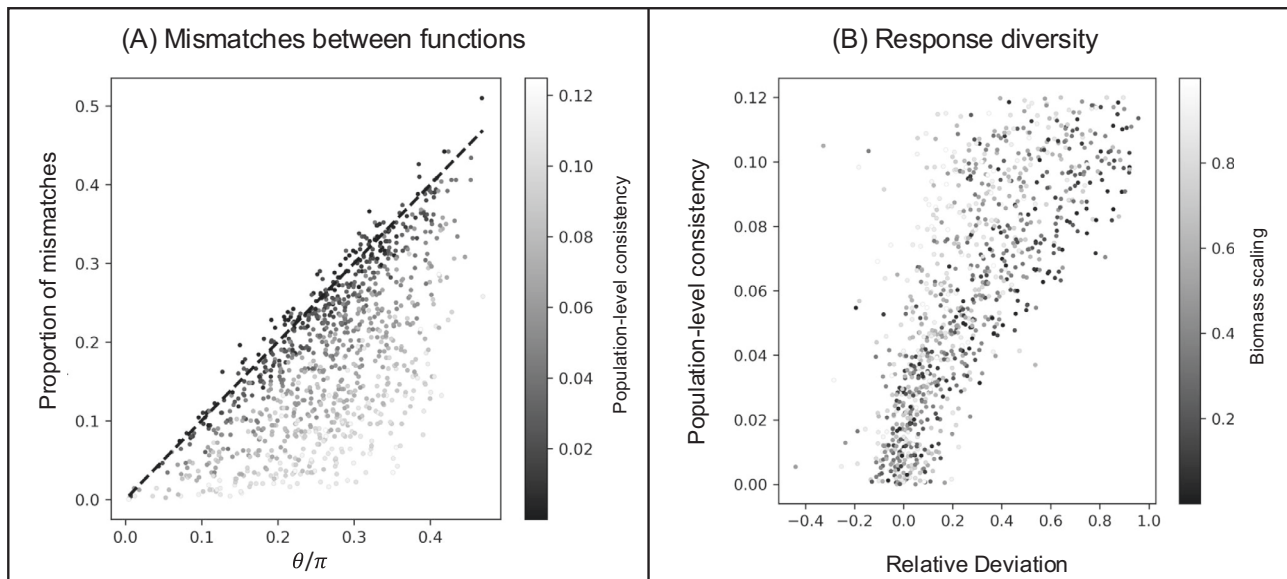 (A) Mismatches between functions
0.5
0.4
0.3
0.2
0.1
0.0
Proportion of mismatches
0.0 0.1 0.2 0.3 0.4
θ/π
0.12
0.10
0.08
0.06
0.04
0.02
Population-level consistency
(B) Response diversity
0.12
0.10
0.08
0.06
0.04
0.02
0.00
Population-level consistency
−0.4 −0.2 0.0 0.2 0.4 0.6 0.8 1.0
Relative Deviation
0.8
0.6
0.4
0.2
Biomass scaling